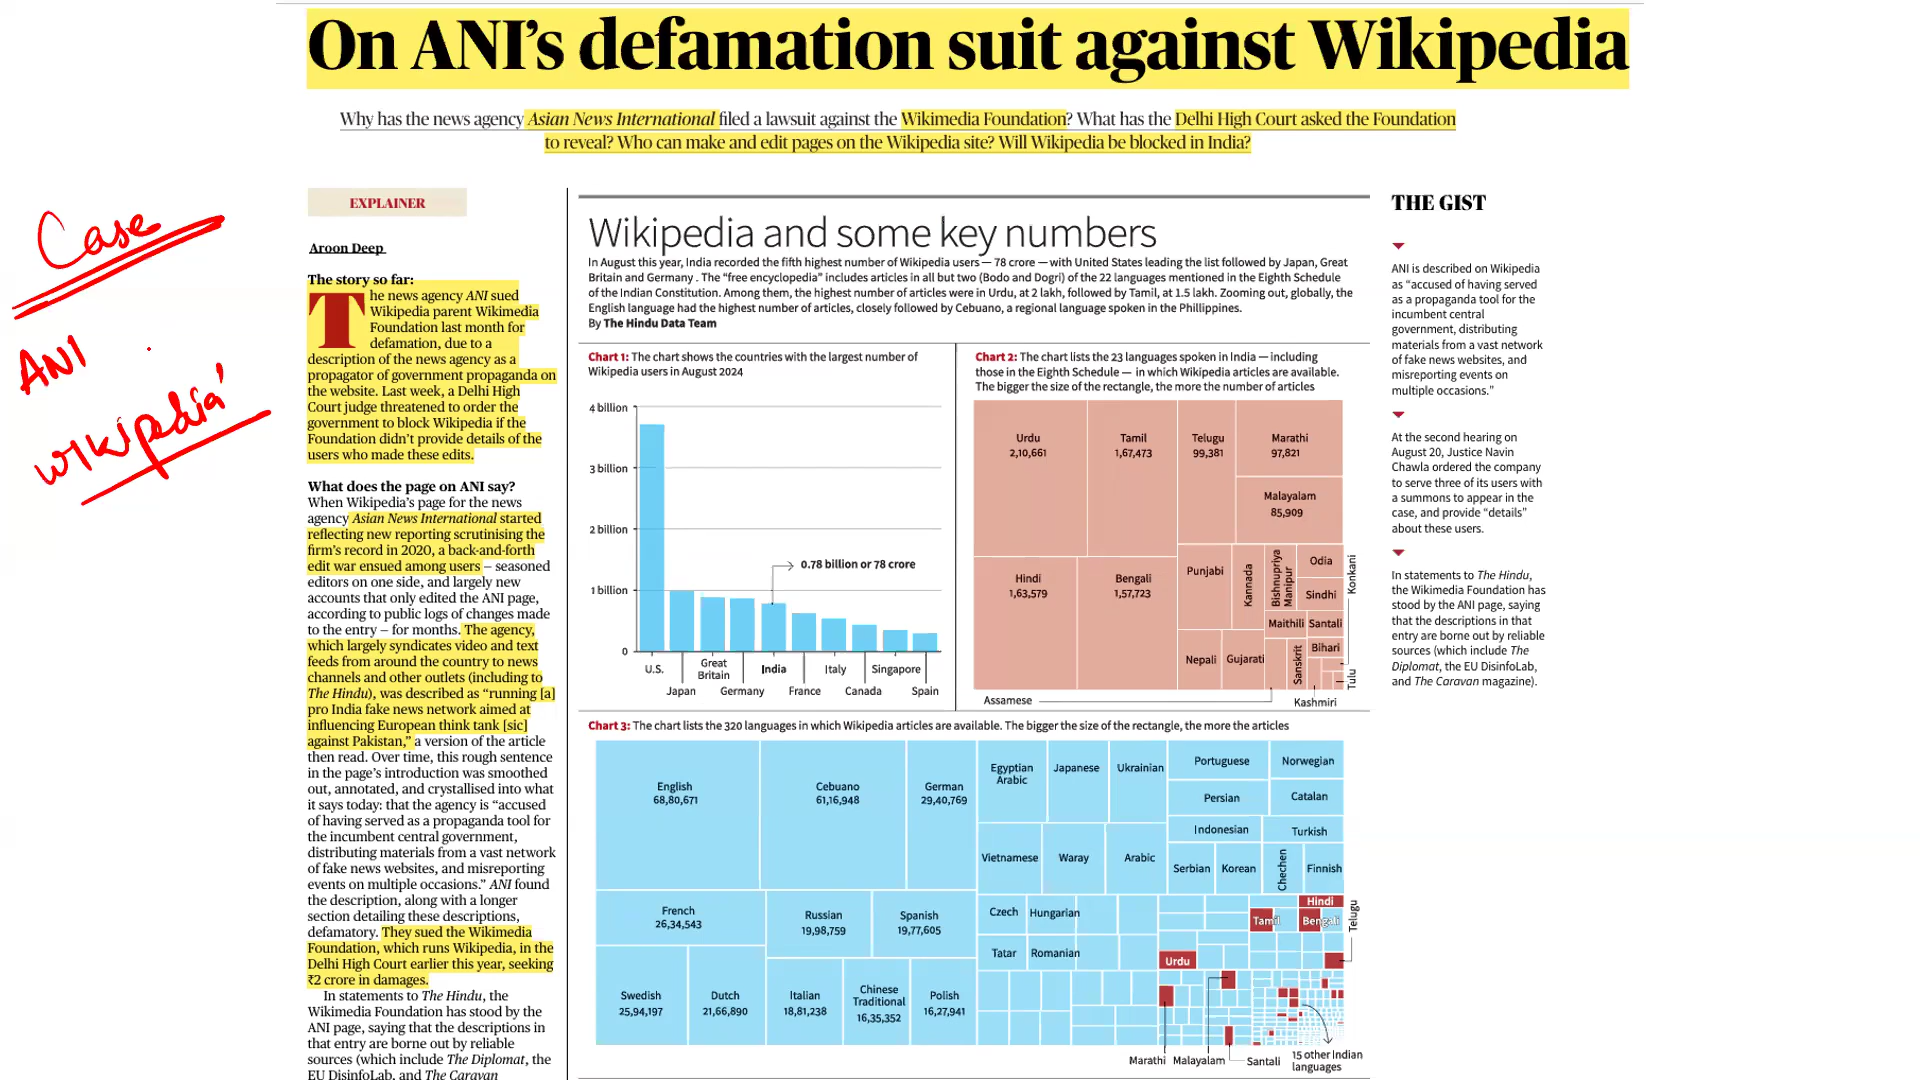 On ANI's defamation suit against Wikipedia
Why has the news agency Asian News International filed a lawsuit against the Wikimedia Foundation? What has the Delhi High Court asked the Foundation
to reveal? Who can make and edit pages on the Wikipedia site? Will Wikipedia be blocked in India?
Case
ANI
Wikipedia'
EXPLAINER
Aroon Deep
The story so far:
The news agency ANI sued
Wikipedia parent Wikimedia
Foundation last month for
defamation, due to a
description of the news agency as a
propagator of government propaganda on
the website. Last week, a Delhi High
Court judge threatened to order the
government to block Wikipedia if the
Foundation didn't provide details of the
users who made these edits.
What does the page on ANI say?
When Wikipedia's page for the news
agency Asian News International started
reflecting new reporting scrutinising the
firm's record in 2020, a back-and-forth
edit war ensued among users – seasoned
editors on one side, and largely new
accounts that only edited the ANI page,
according to public logs of changes made
to the entry – for months. The agency,
which largely syndicates video and text
feeds from around the country to news
channels and other outlets (including to
The Hindu), was described as "running [a]
pro India fake news network aimed at
influencing European think tank [sic]
against Pakistan," a version of the article
then read. Over time, this rough sentence
in the page's introduction was smoothed
out, annotated, and crystallised into what
it says today: that the agency is "accused
of having served as a propaganda tool for
the incumbent central government,
distributing materials from a vast network
of fake news websites, and misreporting
events on multiple occasions." ANI found
the description, along with a longer
section detailing these descriptions,
defamatory. They sued the Wikimedia
Foundation, which runs Wikipedia, in the
Delhi High Court earlier this year, seeking
₹2 crore in damages.
In statements to The Hindu, the
Wikimedia Foundation has stood by the
ANI page, saying that the descriptions in
that entry are borne out by reliable
sources (which include The Diplomat, the
EU DisinfoLab, and The Caravan
Wikipedia and some key numbers
In August this year, India recorded the fifth highest number of Wikipedia users — 78 crore — with United States leading the list followed by Japan, Great
Britain and Germany . The "free encyclopedia" includes articles in all but two (Bodo and Dogri) of the 22 languages mentioned in the Eighth Schedule
of the Indian Constitution. Among them, the highest number of articles were in Urdu, at 2 lakh, followed by Tamil, at 1.5 lakh. Zooming out, globally, the
English language had the highest number of articles, closely followed by Cebuano, a regional language spoken in the Phillippines.
By The Hindu Data Team
Chart 1: The chart shows the countries with the largest number of
Wikipedia users in August 2024
4 billion
3 billion
2 billion
1 billion
0
0.78 billion or 78 crore
U.S.
Japan
Great
Britain
Germany
India
France
Italy
Canada
Singapore
Spain
Chart 2: The chart lists the 23 languages spoken in India — including
those in the Eighth Schedule — in which Wikipedia articles are available.
The bigger the size of the rectangle, the more the number of articles
Urdu
2,10,661
Tamil
1,67,473
Telugu
99,381
Marathi
97,821
Malayalam
85,909
Hindi
1,63,579
Bengali
1,57,723
Punjabi
Kannada
Bishnupriya
Manipur
Odia
Sindhi
Konkani
Maithili
Santali
Nepali
Gujarati
Sanskrit
Bihari
Tulu
Assamese
Kashmiri
Chart 3: The chart lists the 320 languages in which Wikipedia articles are available. The bigger the size of the rectangle, the more the articles
English
68,80,671
Cebuano
61,16,948
German
29,40,769
Egyptian
Arabic
Japanese
Ukrainian
Portuguese
Norwegian
Persian
Catalan
Indonesian
Turkish
Vietnamese
Waray
Arabic
Serbian
Korean
Chechen
Finnish
French
26,34,543
Russian
19,98,759
Spanish
19,77,605
Czech
Hungarian
Hindi
Tamil
Bengali
Telugu
Tatar
Romanian
Urdu
Swedish
25,94,197
Dutch
21,66,890
Italian
18,81,238
Chinese
Traditional
16,35,352
Polish
16,27,941
Marathi
Malayalam
Santali
15 other Indian
languages
THE GIST
ANI is described on Wikipedia
as "accused of having served
as a propaganda tool for the
incumbent central
government, distributing
materials from a vast network
of fake news websites, and
misreporting events on
multiple occasions."
At the second hearing on
August 20, Justice Navin
Chawla ordered the company
to serve three of its users with
a summons to appear in the
case, and provide "details"
about these users.
In statements to The Hindu,
the Wikimedia Foundation has
stood by the ANI page, saying
that the descriptions in that
entry are borne out by reliable
sources (which include The
Diplomat, the EU DisinfoLab,
and The Caravan magazine).